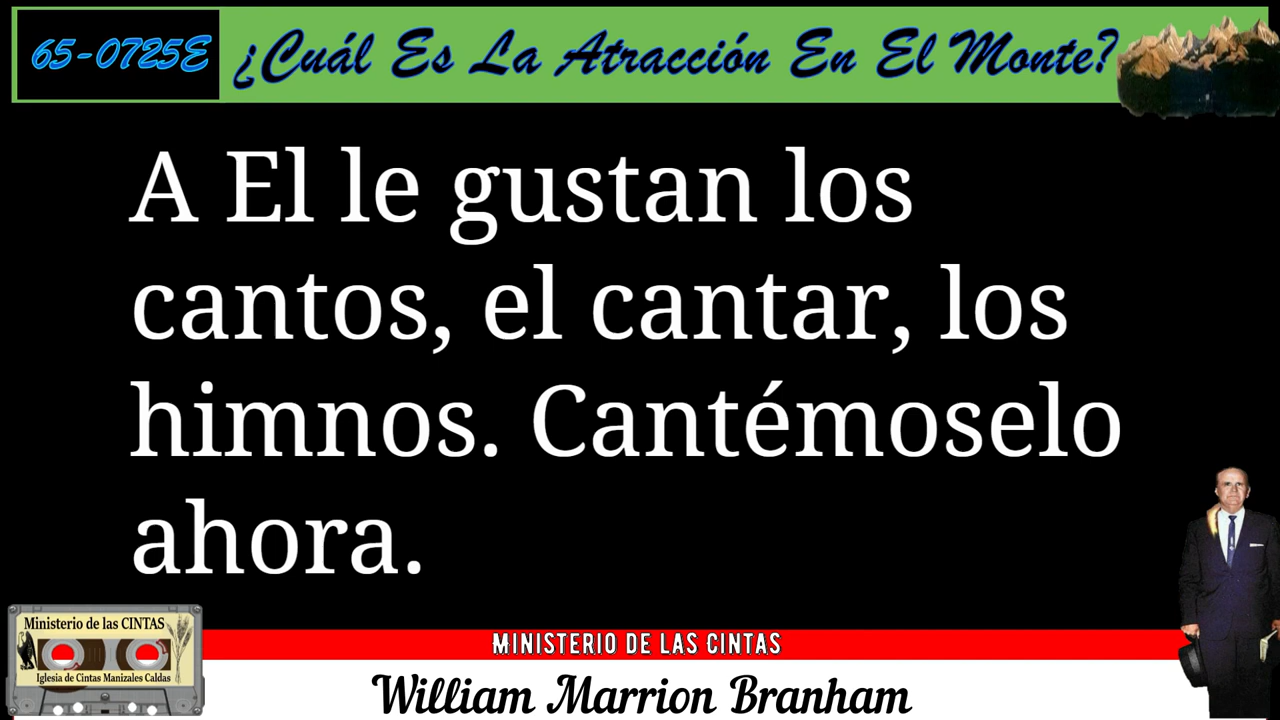 65-0725E ¿Cuál Es La Atracción En El Monte?
A El le gustan los
cantos, el cantar, los
himnos. Cantémoselo
ahora.
Ministerio de las CINTAS
Iglesia de Cintas Manizales Caldas
MINISTERIO DE LAS CINTAS
William Marrion Branham